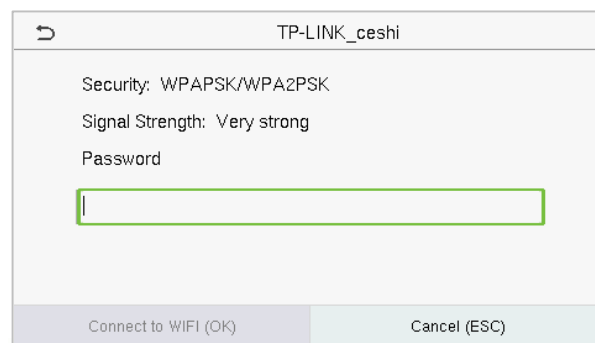 TP-LINK_ceshi
Security: WPAPSK/WPA2PSK
Signal Strength: Very strong
Password
Connect to WIFI (OK)
Cancel (ESC)